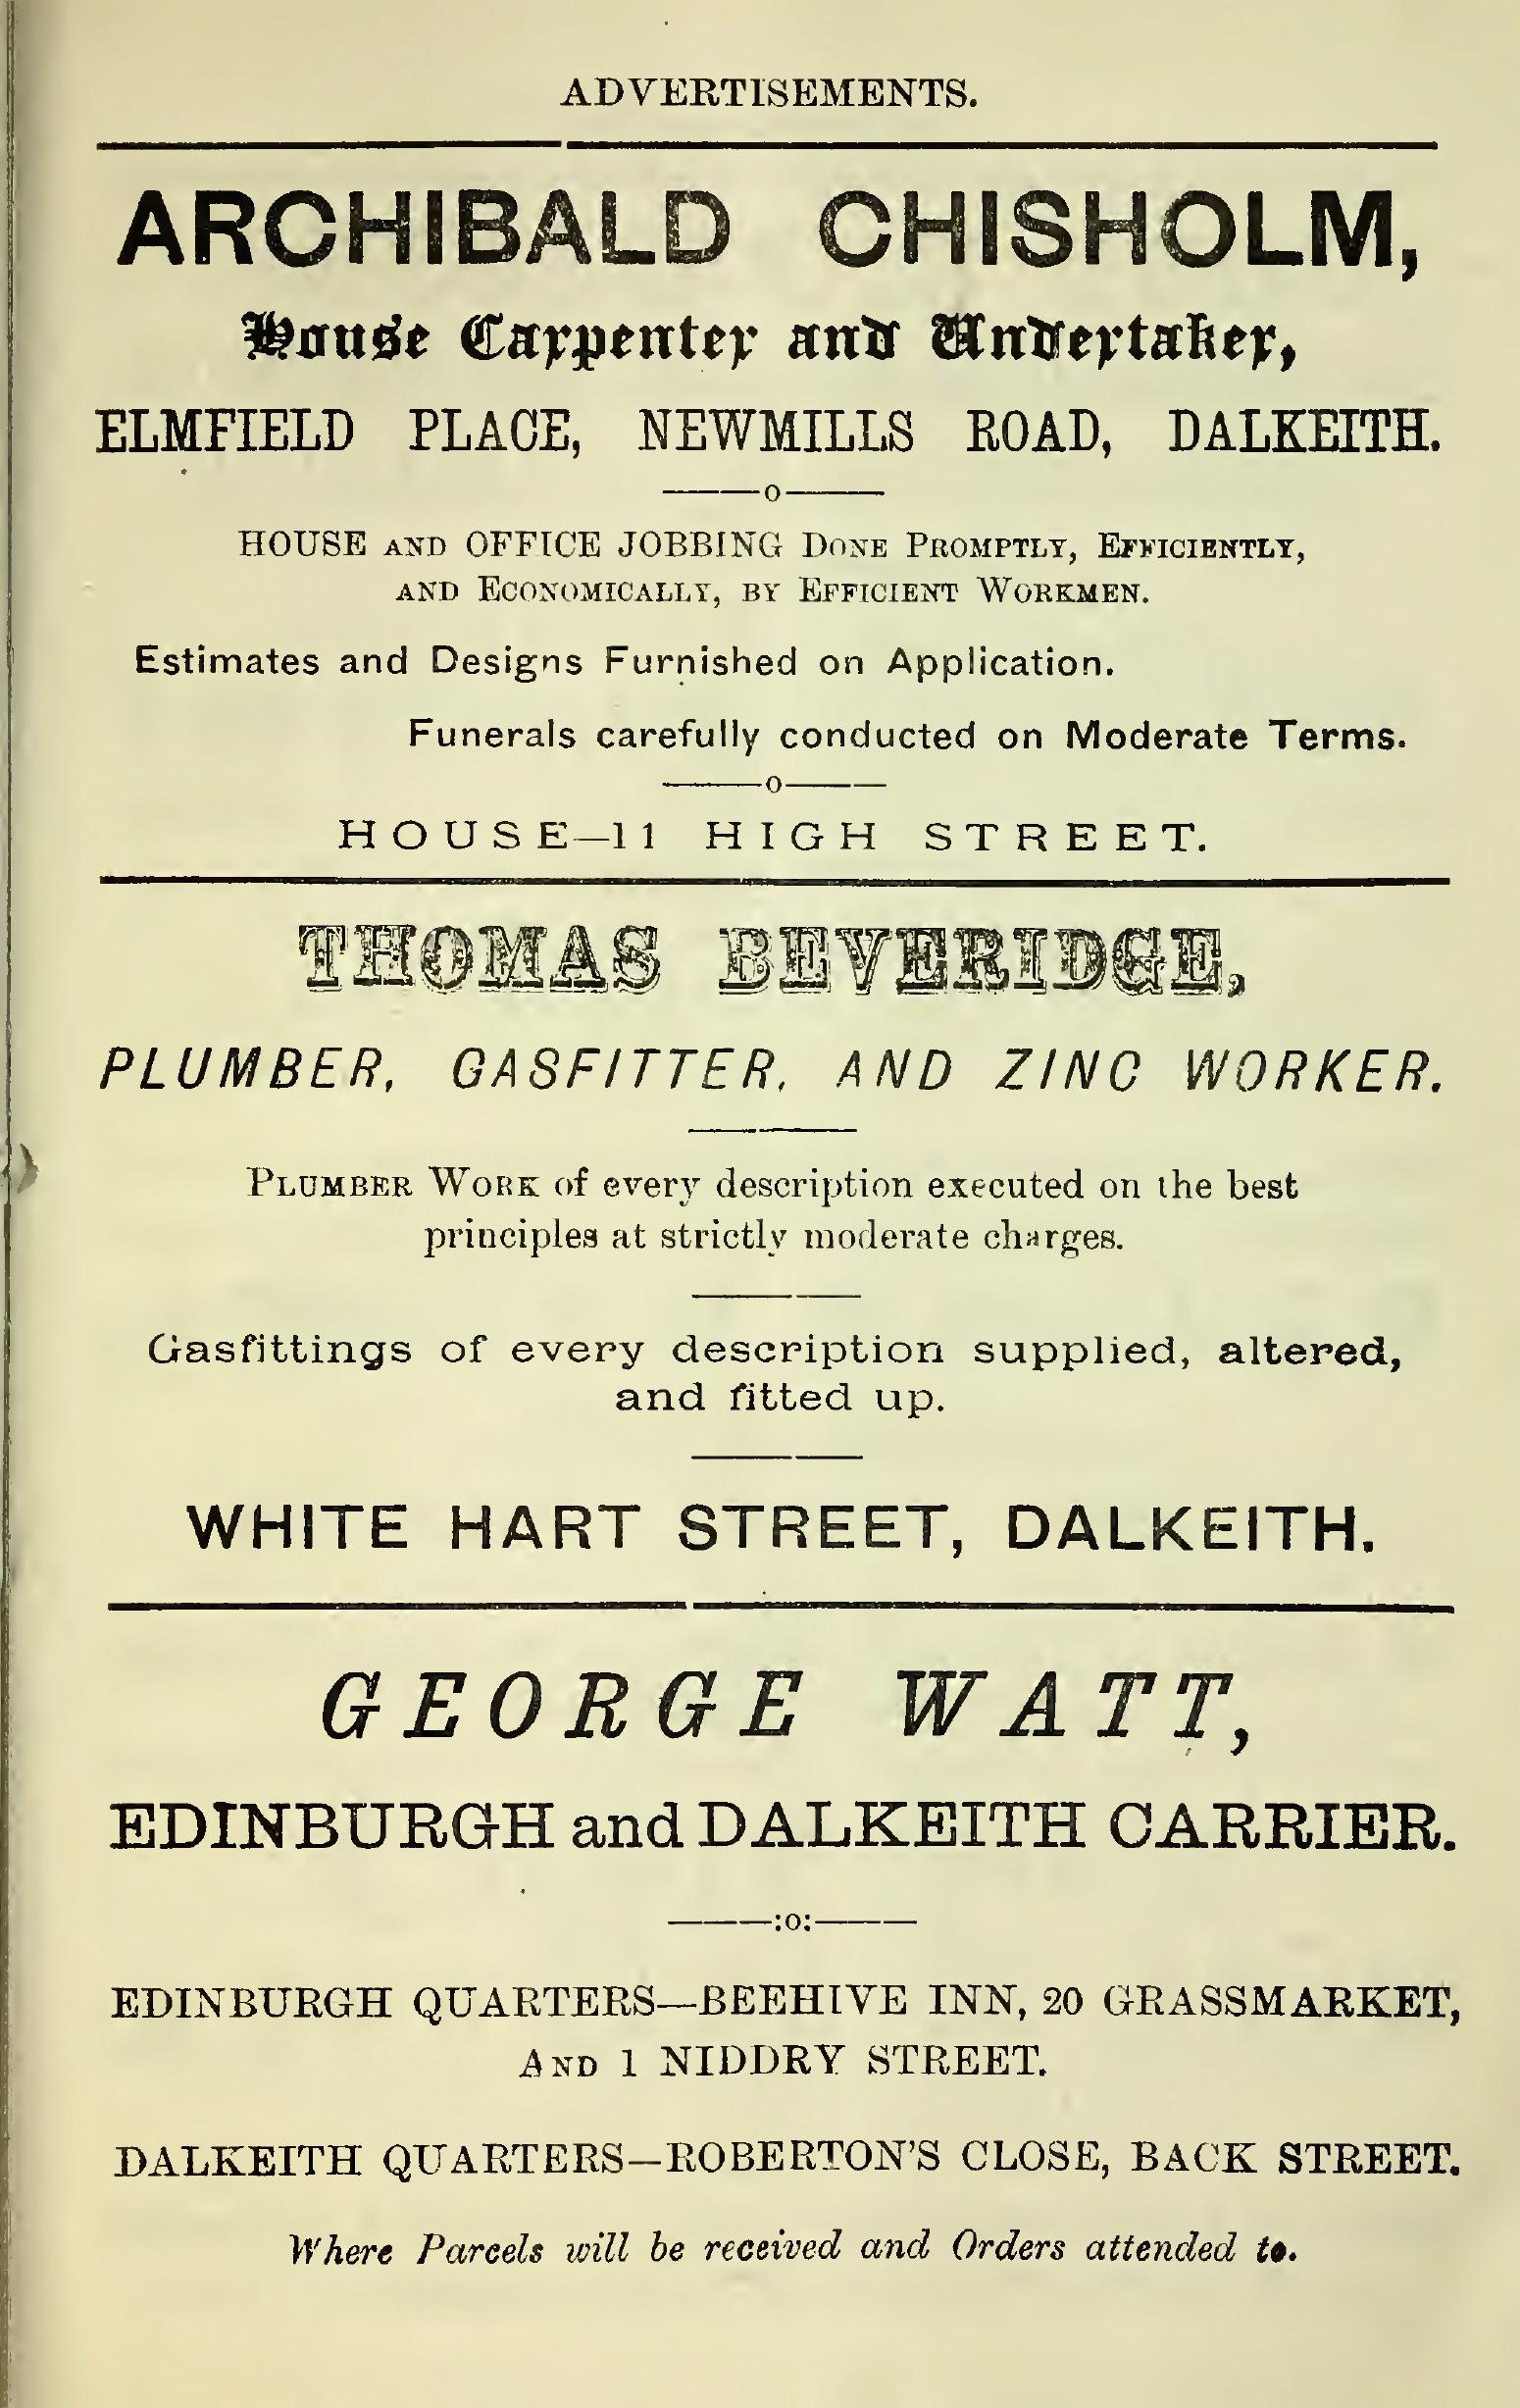 ADVERTISEMENTS.
ARCHIBALD CHISHOLM,
House Carpenter and Undertaker,
ELMFIELD PLACE, NEWMILLS ROAD, DALKEITH.
———o———
HOUSE AND OFFICE JOBBING DONE PROMPTLY, EFFICIENTLY,
AND ECONOMICALLY, BY EFFICIENT WORKMEN.
Estimates and Designs Furnished on Application.
Funerals carefully conducted on Moderate Terms.
———o———
HOUSE—11 HIGH STREET.
THOMAS BEVERIDGE,
PLUMBER, GASFITTER, AND ZINC WORKER.
PLUMBER WORK of every description executed on the best
principles at strictly moderate charges.
Gasfittings of every description supplied, altered,
and fitted up.
WHITE HART STREET, DALKEITH.
GEORGE WATT,
EDINBURGH and DALKEITH CARRIER.
———:o:———
EDINBURGH QUARTERS—BEEHIVE INN, 20 GRASSMARKET,
AND 1 NIDDRY STREET.
DALKEITH QUARTERS—ROBERTON'S CLOSE, BACK STREET.
Where Parcels will be received and Orders attended to.